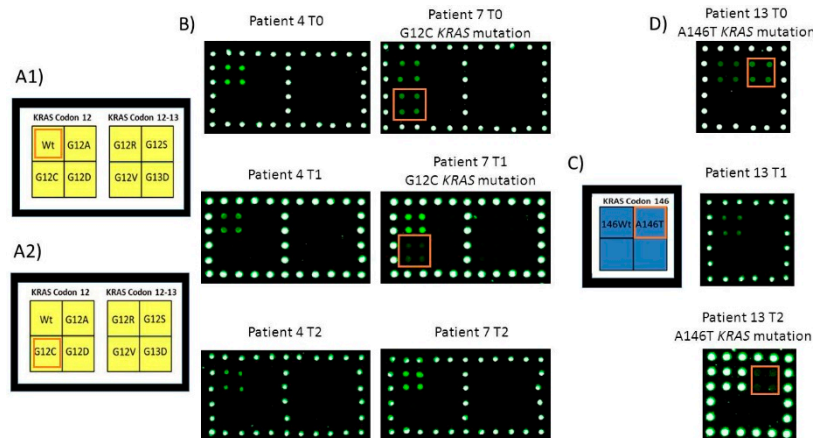 A1)
KRAS Codon 12 KRAS Codon 12-13
Wt G12A G12R G12S
G12C G12D G12V G13D
A2)
KRAS Codon 12 KRAS Codon 12-13
Wt G12A G12R G12S
G12C G12D G12V G13D
B)
Patient 4 T0
Patient 7 T0
G12C KRAS mutation
Patient 4 T1
Patient 7 T1
G12C KRAS mutation
Patient 4 T2
Patient 7 T2
C)
KRAS Codon 146
146Wt A146T
D)
Patient 13 T0
A146T KRAS mutation
Patient 13 T1
Patient 13 T2
A146T KRAS mutation